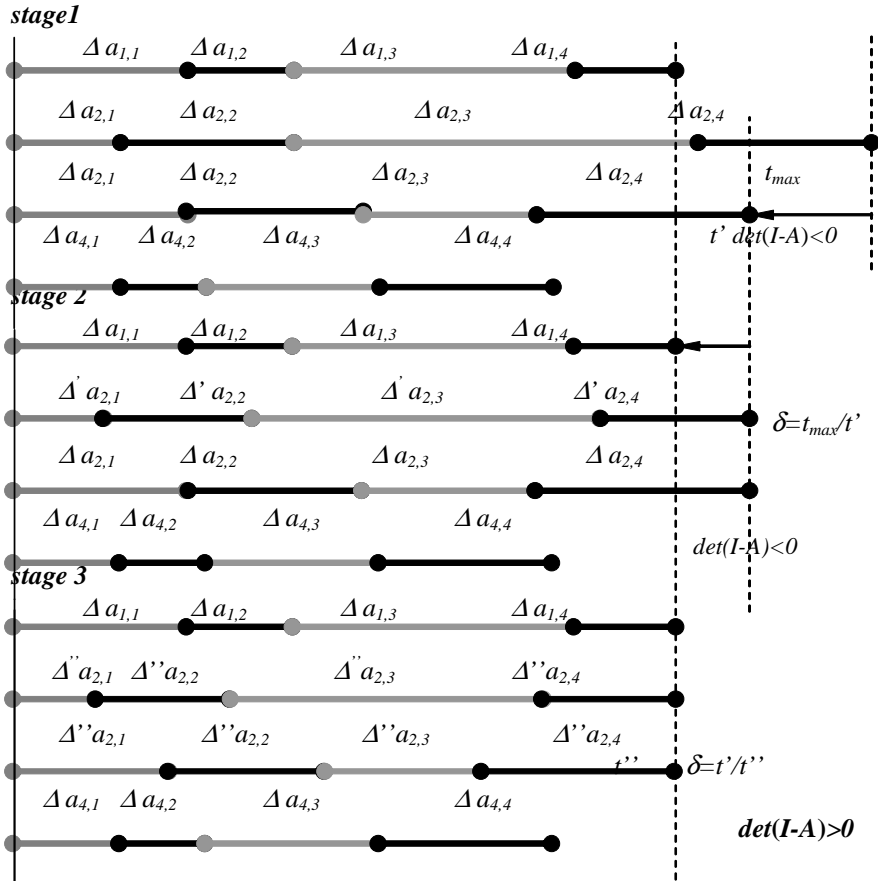 stage1
Δ a1,1 Δ a1,2 Δ a1,3 Δ a1,4
Δ a2,1 Δ a2,2 Δ a2,3 Δ a2,4
Δ a2,1 Δ a2,2 Δ a2,3 Δ a2,4 tmax
t’ det(I-A)<0
Δ a4,1 Δ a4,2 Δ a4,3 Δ a4,4
stage 2
Δ a1,1 Δ a1,2 Δ a1,3 Δ a1,4
Δ’ a2,1 Δ’ a2,2 Δ’ a2,3 Δ’ a2,4
δ=tmax/t’
Δ a2,1 Δ a2,2 Δ a2,3 Δ a2,4
Δ a4,1 Δ a4,2 Δ a4,3 Δ a4,4
det(I-A)<0
stage 3
Δ a1,1 Δ a1,2 Δ a1,3 Δ a1,4
Δ’’a2,1 Δ’’a2,2 Δ’’a2,3 Δ’’a2,4
Δ’’a2,1 Δ’’a2,2 Δ’’a2,3 Δ’’a2,4
t’’ δ=t’/t’’
Δ a4,1 Δ a4,2 Δ a4,3 Δ a4,4
det(I-A)>0